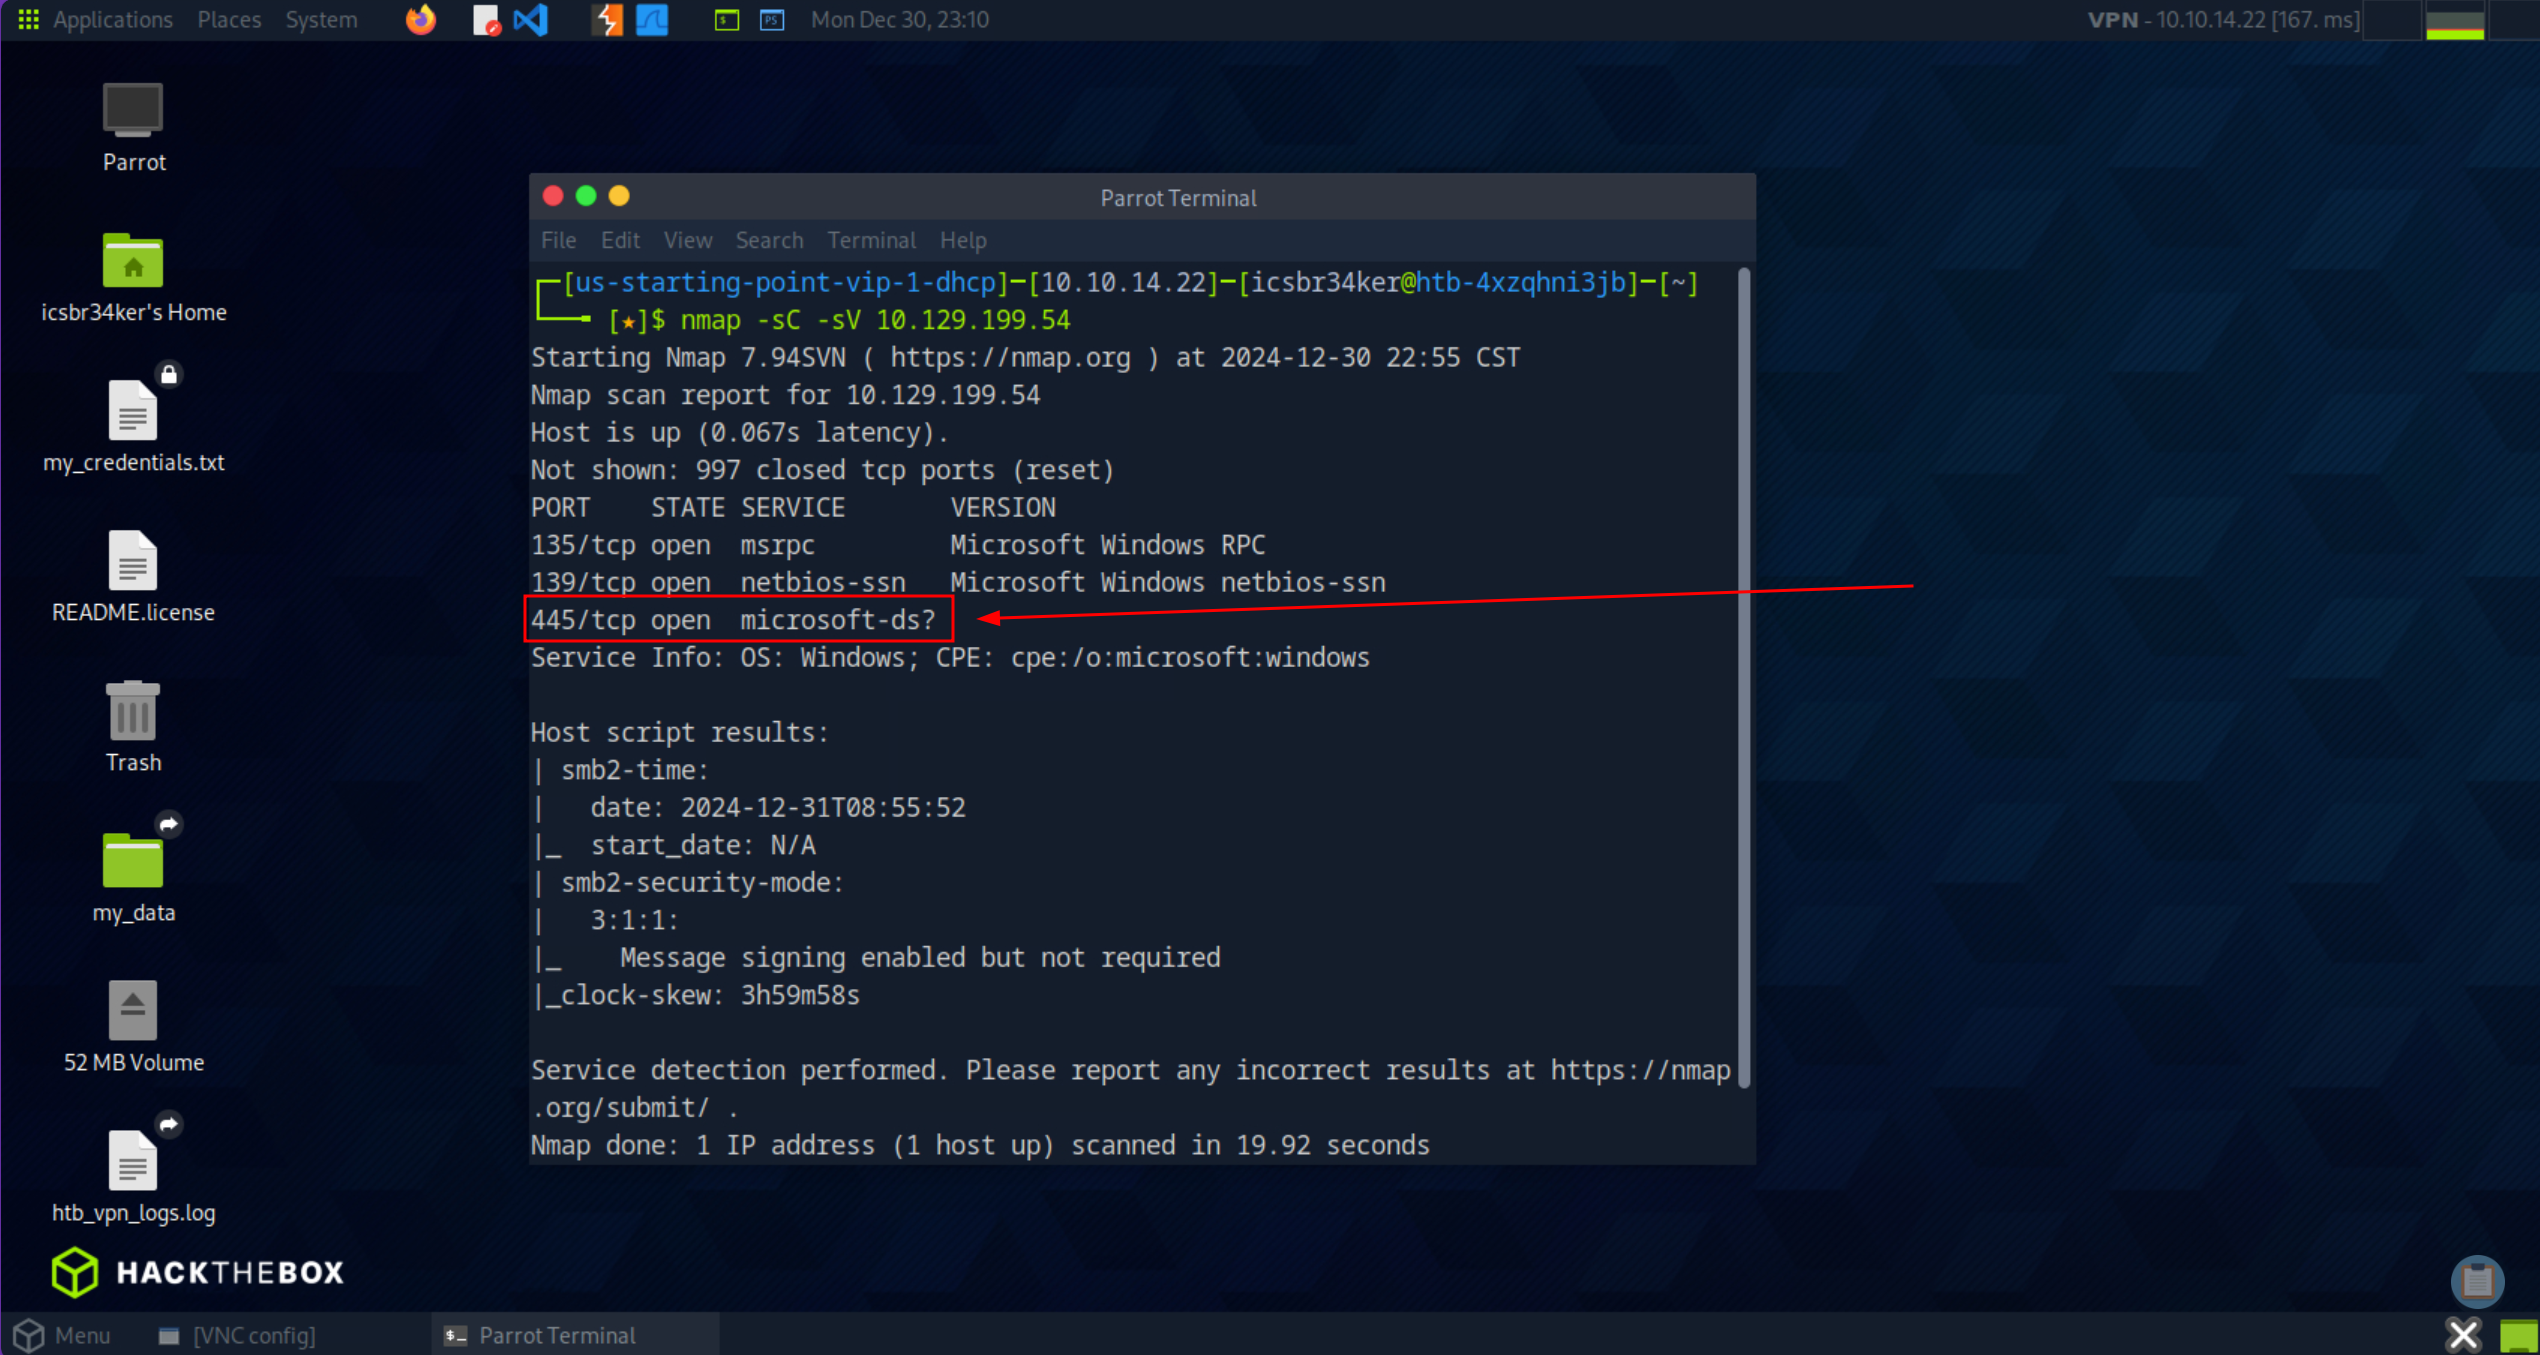 Applications Places System Mon Dec 30, 23:10 VPN - 10.10.14.22 [167. ms]
Parrot
icsbr34ker's Home
my_credentials.txt
README.license
Trash
my_data
52 MB Volume
htb_vpn_logs.log
HACKTHEBOX
Parrot Terminal
File Edit View Search Terminal Help
[us-starting-point-vip-1-dhcp]-[10.10.14.22]-[icsbr34ker@htb-4xzqhni3jb]-[~]
[★]$ nmap -sC -sV 10.129.199.54
Starting Nmap 7.94SVN ( https://nmap.org ) at 2024-12-30 22:55 CST
Nmap scan report for 10.129.199.54
Host is up (0.067s latency).
Not shown: 997 closed tcp ports (reset)
PORT STATE SERVICE VERSION
135/tcp open msrpc Microsoft Windows RPC
139/tcp open netbios-ssn Microsoft Windows netbios-ssn
445/tcp open microsoft-ds?
Service Info: OS: Windows; CPE: cpe:/o:microsoft:windows
Host script results:
| smb2-time:
|   date: 2024-12-31T08:55:52
|_  start_date: N/A
| smb2-security-mode:
|   3:1:1:
|_    Message signing enabled but not required
|_clock-skew: 3h59m58s
Service detection performed. Please report any incorrect results at https://nmap
.org/submit/ .
Nmap done: 1 IP address (1 host up) scanned in 19.92 seconds
Menu [VNC config] $_ Parrot Terminal